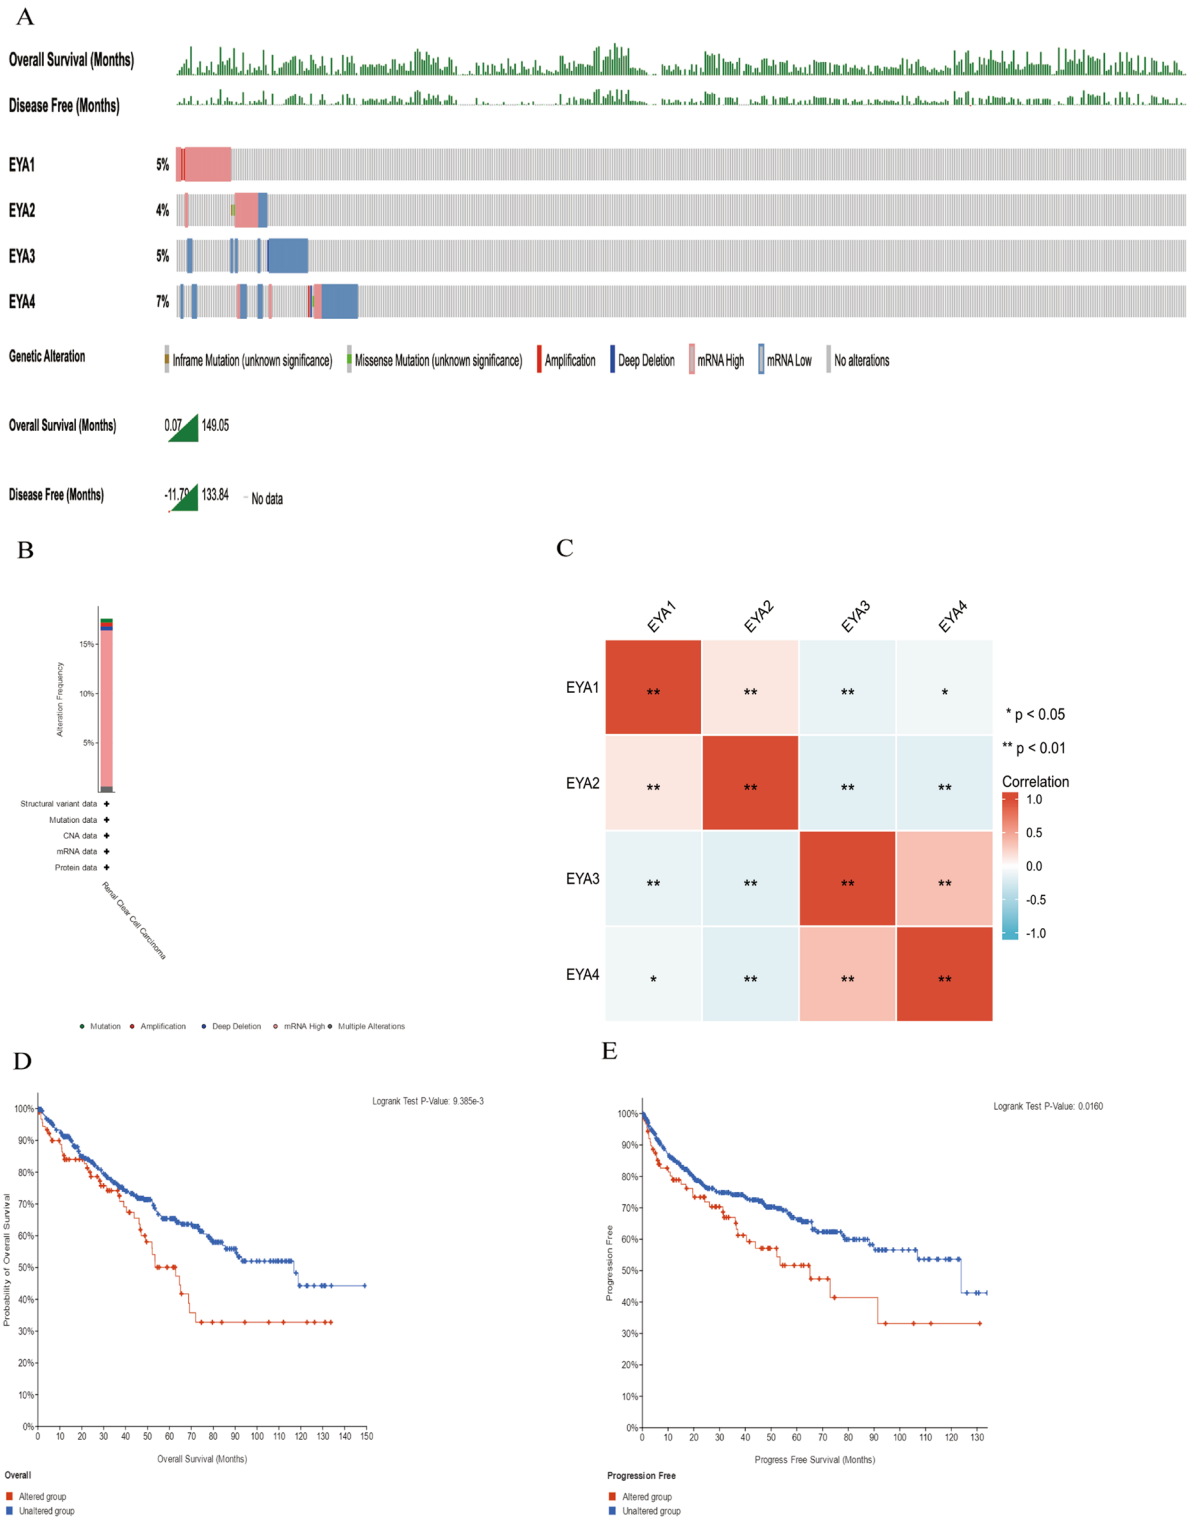 A
Overall Survival (Months)
Disease Free (Months)
EYA1 5%
EYA2 4%
EYA3 5%
EYA4 7%
Genetic Alteration Inframe Mutation (unknown significance) Missense Mutation (unknown significance) Amplification Deep Deletion mRNA High mRNA Low No alterations
Overall Survival (Months) 0.07 149.05
Disease Free (Months) -11.79 133.84 No data
B
15%
10%
5%
Alteration Frequency
Structural variant data +
Mutation data +
CNA data +
mRNA data +
Protein data +
Renal Clear Cell Carcinoma
Mutation Amplification Deep Deletion mRNA High Multiple Alterations
C
EYA1 EYA2 EYA3 EYA4
EYA1 ** ** ** *
EYA2 ** ** ** **
EYA3 ** ** ** **
EYA4 * ** ** **
* p < 0.05
** p < 0.01
Correlation
1.0
0.5
0.0
-0.5
-1.0
D
Logrank Test P-Value: 9.385e-3
100%
90%
80%
70%
60%
50%
40%
30%
20%
10%
0%
Probability of Overall Survival
0 10 20 30 40 50 60 70 80 90 100 110 120 130 140 150
Overall Survival (Months)
Overall
Altered group
Unaltered group
E
Logrank Test P-Value: 0.0160
100%
90%
80%
70%
60%
50%
40%
30%
20%
10%
0%
Progression Free
0 10 20 30 40 50 60 70 80 90 100 110 120 130
Progress Free Survival (Months)
Progression Free
Altered group
Unaltered group